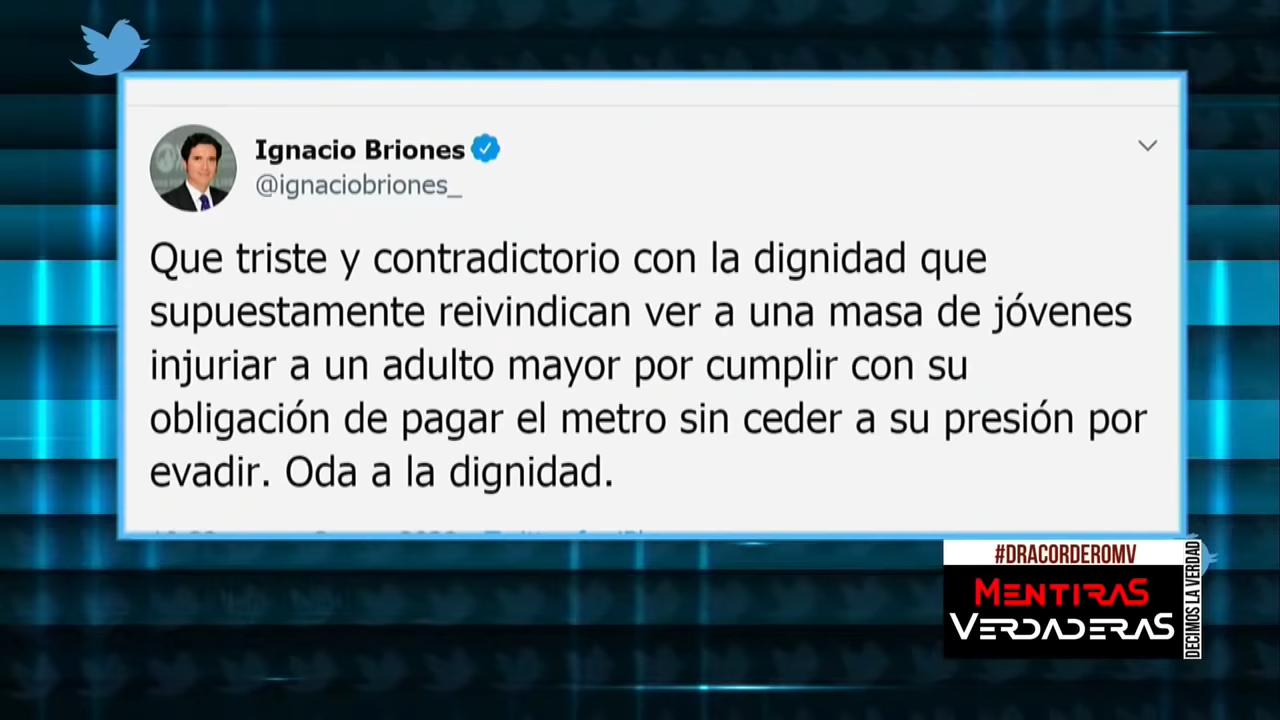 Ignacio Briones
@ignaciobriones_
Que triste y contradictorio con la dignidad que
supuestamente reivindican ver a una masa de jóvenes
injuriar a un adulto mayor por cumplir con su
obligación de pagar el metro sin ceder a su presión por
evadir. Oda a la dignidad.
#DRACORDEROMV
MENTIRAS
VERDADERAS
DECIMOS LA VERDAD